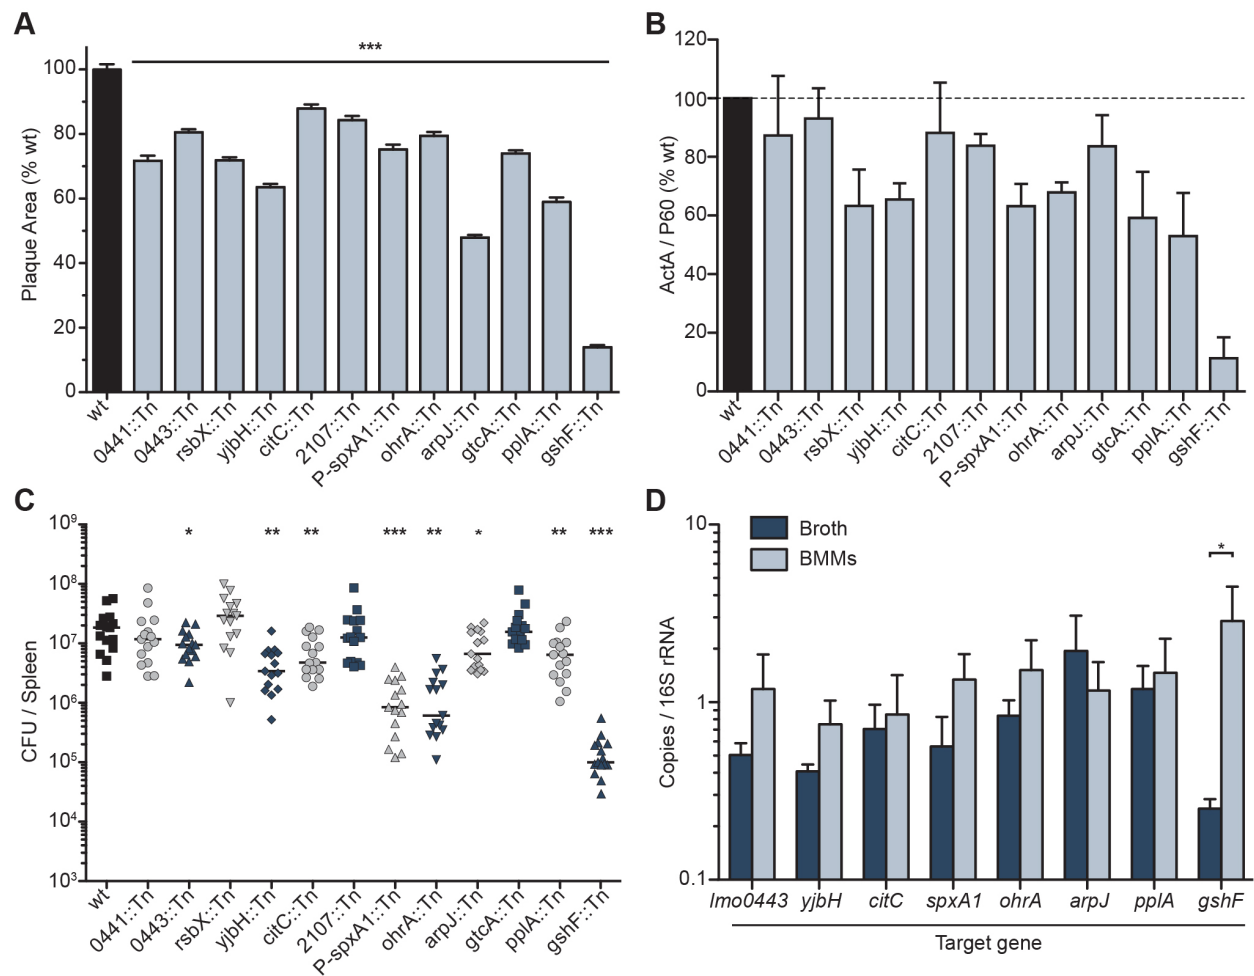 A
***
Plaque Area (% wt)
100
80
60
40
20
0
wt
0441::Tn
0443::Tn
rsbX::Tn
yjbH::Tn
citC::Tn
2107::Tn
P-spxA1::Tn
ohrA::Tn
arpJ::Tn
gtcA::Tn
pplA::Tn
gshF::Tn
B
ActA / P60 (% wt)
120
100
80
60
40
20
0
wt
0441::Tn
0443::Tn
rsbX::Tn
yjbH::Tn
citC::Tn
2107::Tn
P-spxA1::Tn
ohrA::Tn
arpJ::Tn
gtcA::Tn
pplA::Tn
gshF::Tn
C
CFU / Spleen
10⁹
10⁸
10⁷
10⁶
10⁵
10⁴
10³
* ** ** *** ** * ** ***
wt
0441::Tn
0443::Tn
rsbX::Tn
yjbH::Tn
citC::Tn
2107::Tn
P-spxA1::Tn
ohrA::Tn
arpJ::Tn
gtcA::Tn
pplA::Tn
gshF::Tn
D
Copies / 16S rRNA
10
1
0.1
Broth
BMMs
*
lmo0443 yjbH citC spxA1 ohrA arpJ pplA gshF
Target gene